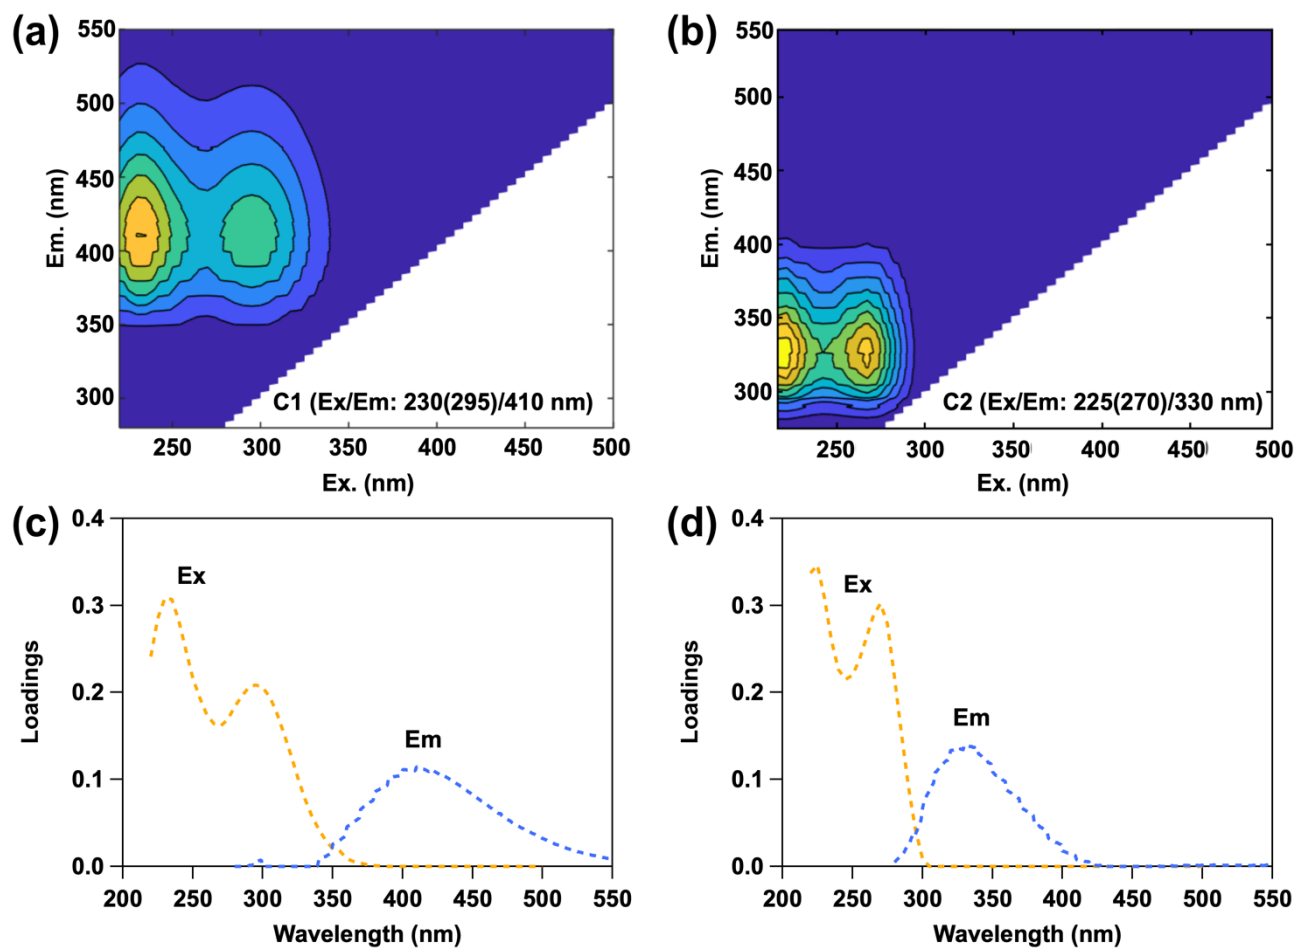 (a)
550
500
450
400
350
300
Em. (nm)
C1 (Ex/Em: 230(295)/410 nm)
250 300 350 400 450 500
Ex. (nm)
(b)
550
500
450
400
350
300
Em. (nm)
C2 (Ex/Em: 225(270)/330 nm)
250 300 350 400 450 500
Ex. (nm)
(c)
0.4
0.3
0.2
0.1
0.0
Loadings
Ex
Em
200 250 300 350 400 450 500 550
Wavelength (nm)
(d)
0.4
0.3
0.2
0.1
0.0
Loadings
Ex
Em
200 250 300 350 400 450 500 550
Wavelength (nm)